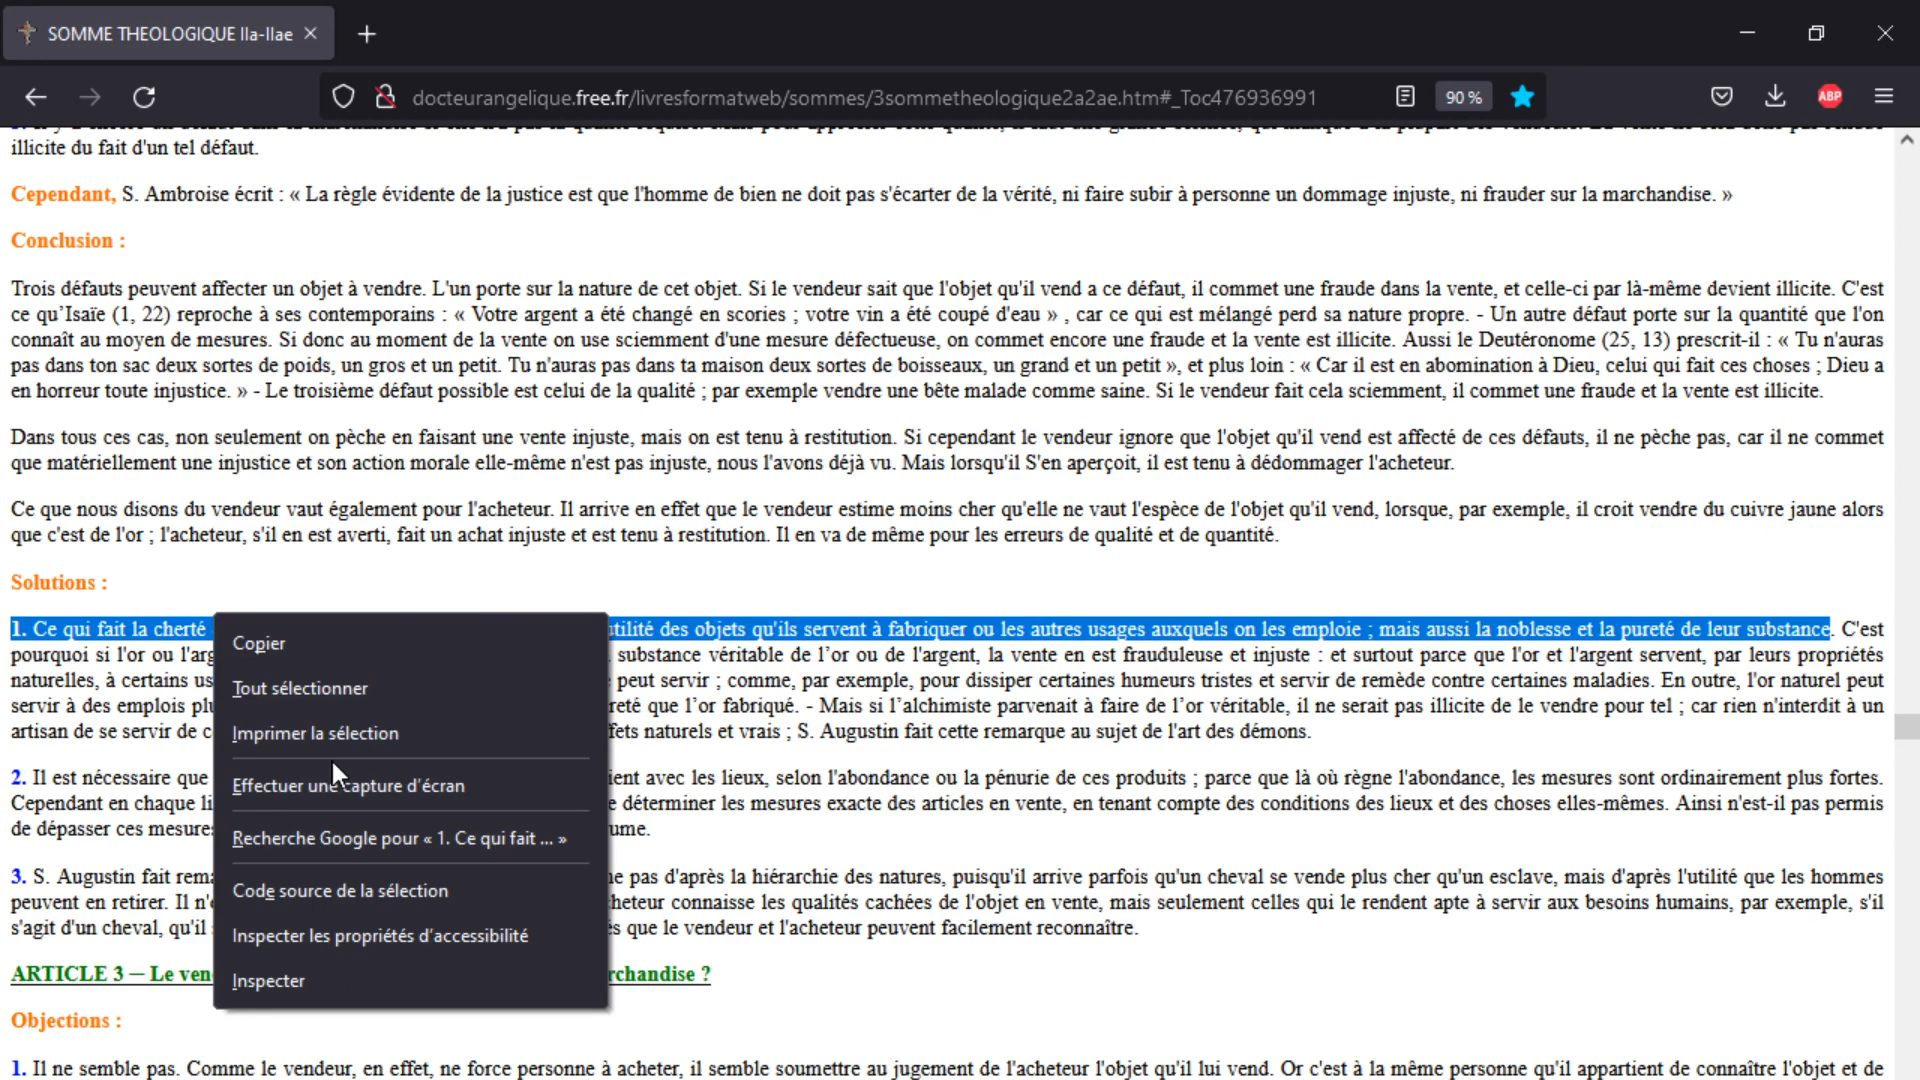 SOMME THEOLOGIQUE IIa-IIae
docteurangelique.free.fr/livresformatweb/sommes/3sommetheologique2a2ae.htm#_Toc476936991
90 %
ABP
illicite du fait d'un tel défaut.
Cependant, S. Ambroise écrit : « La règle évidente de la justice est que l'homme de bien ne doit pas s'écarter de la vérité, ni faire subir à personne un dommage injuste, ni frauder sur la marchandise. »
Conclusion :
Trois défauts peuvent affecter un objet à vendre. L'un porte sur la nature de cet objet. Si le vendeur sait que l'objet qu'il vend a ce défaut, il commet une fraude dans la vente, et celle-ci par là-même devient illicite. C'est
ce qu’Isaïe (1, 22) reproche à ses contemporains : « Votre argent a été changé en scories ; votre vin a été coupé d'eau » , car ce qui est mélangé perd sa nature propre. - Un autre défaut porte sur la quantité que l'on
connaît au moyen de mesures. Si donc au moment de la vente on use sciemment d'une mesure défectueuse, on commet encore une fraude et la vente est illicite. Aussi le Deutéronome (25, 13) prescrit-il : « Tu n'auras
pas dans ton sac deux sortes de poids, un gros et un petit. Tu n'auras pas dans ta maison deux sortes de boisseaux, un grand et un petit », et plus loin : « Car il est en abomination à Dieu, celui qui fait ces choses ; Dieu a
en horreur toute injustice. » - Le troisième défaut possible est celui de la qualité ; par exemple vendre une bête malade comme saine. Si le vendeur fait cela sciemment, il commet une fraude et la vente est illicite.
Dans tous ces cas, non seulement on pèche en faisant une vente injuste, mais on est tenu à restitution. Si cependant le vendeur ignore que l'objet qu'il vend est affecté de ces défauts, il ne pèche pas, car il ne commet
que matériellement une injustice et son action morale elle-même n'est pas injuste, nous l'avons déjà vu. Mais lorsqu'il S'en aperçoit, il est tenu à dédommager l'acheteur.
Ce que nous disons du vendeur vaut également pour l'acheteur. Il arrive en effet que le vendeur estime moins cher qu'elle ne vaut l'espèce de l'objet qu'il vend, lorsque, par exemple, il croit vendre du cuivre jaune alors
que c'est de l'or ; l'acheteur, s'il en est averti, fait un achat injuste et est tenu à restitution. Il en va de même pour les erreurs de qualité et de quantité.
Solutions :
1. Ce qui fait la cherté utilité des objets qu'ils servent à fabriquer ou les autres usages auxquels on les emploie ; mais aussi la noblesse et la pureté de leur substance. C'est
pourquoi si l'or ou l'arg substance véritable de l’or ou de l'argent, la vente en est frauduleuse et injuste : et surtout parce que l'or et l'argent servent, par leurs propriétés
naturelles, à certains us peut servir ; comme, par exemple, pour dissiper certaines humeurs tristes et servir de remède contre certaines maladies. En outre, l'or naturel peut
servir à des emplois plu reté que l’or fabriqué. - Mais si l’alchimiste parvenait à faire de l’or véritable, il ne serait pas illicite de le vendre pour tel ; car rien n'interdit à un
artisan de se servir de c fets naturels et vrais ; S. Augustin fait cette remarque au sujet de l'art des démons.
2. Il est nécessaire que ient avec les lieux, selon l'abondance ou la pénurie de ces produits ; parce que là où règne l'abondance, les mesures sont ordinairement plus fortes.
Cependant en chaque li e déterminer les mesures exacte des articles en vente, en tenant compte des conditions des lieux et des choses elles-mêmes. Ainsi n'est-il pas permis
de dépasser ces mesures ume.
3. S. Augustin fait rema ne pas d'après la hiérarchie des natures, puisqu'il arrive parfois qu'un cheval se vende plus cher qu'un esclave, mais d'après l'utilité que les hommes
peuvent en retirer. Il n' heteur connaisse les qualités cachées de l'objet en vente, mais seulement celles qui le rendent apte à servir aux besoins humains, par exemple, s'il
s'agit d'un cheval, qu'il s que le vendeur et l'acheteur peuvent facilement reconnaître.
ARTICLE 3 — Le ven rchandise ?
Objections :
1. Il ne semble pas. Comme le vendeur, en effet, ne force personne à acheter, il semble soumettre au jugement de l'acheteur l'objet qu'il lui vend. Or c'est à la même personne qu'il appartient de connaître l'objet et de
Copier
Tout sélectionner
Imprimer la sélection
Effectuer une capture d’écran
Recherche Google pour « 1. Ce qui fait ... »
Code source de la sélection
Inspecter les propriétés d’accessibilité
Inspecter